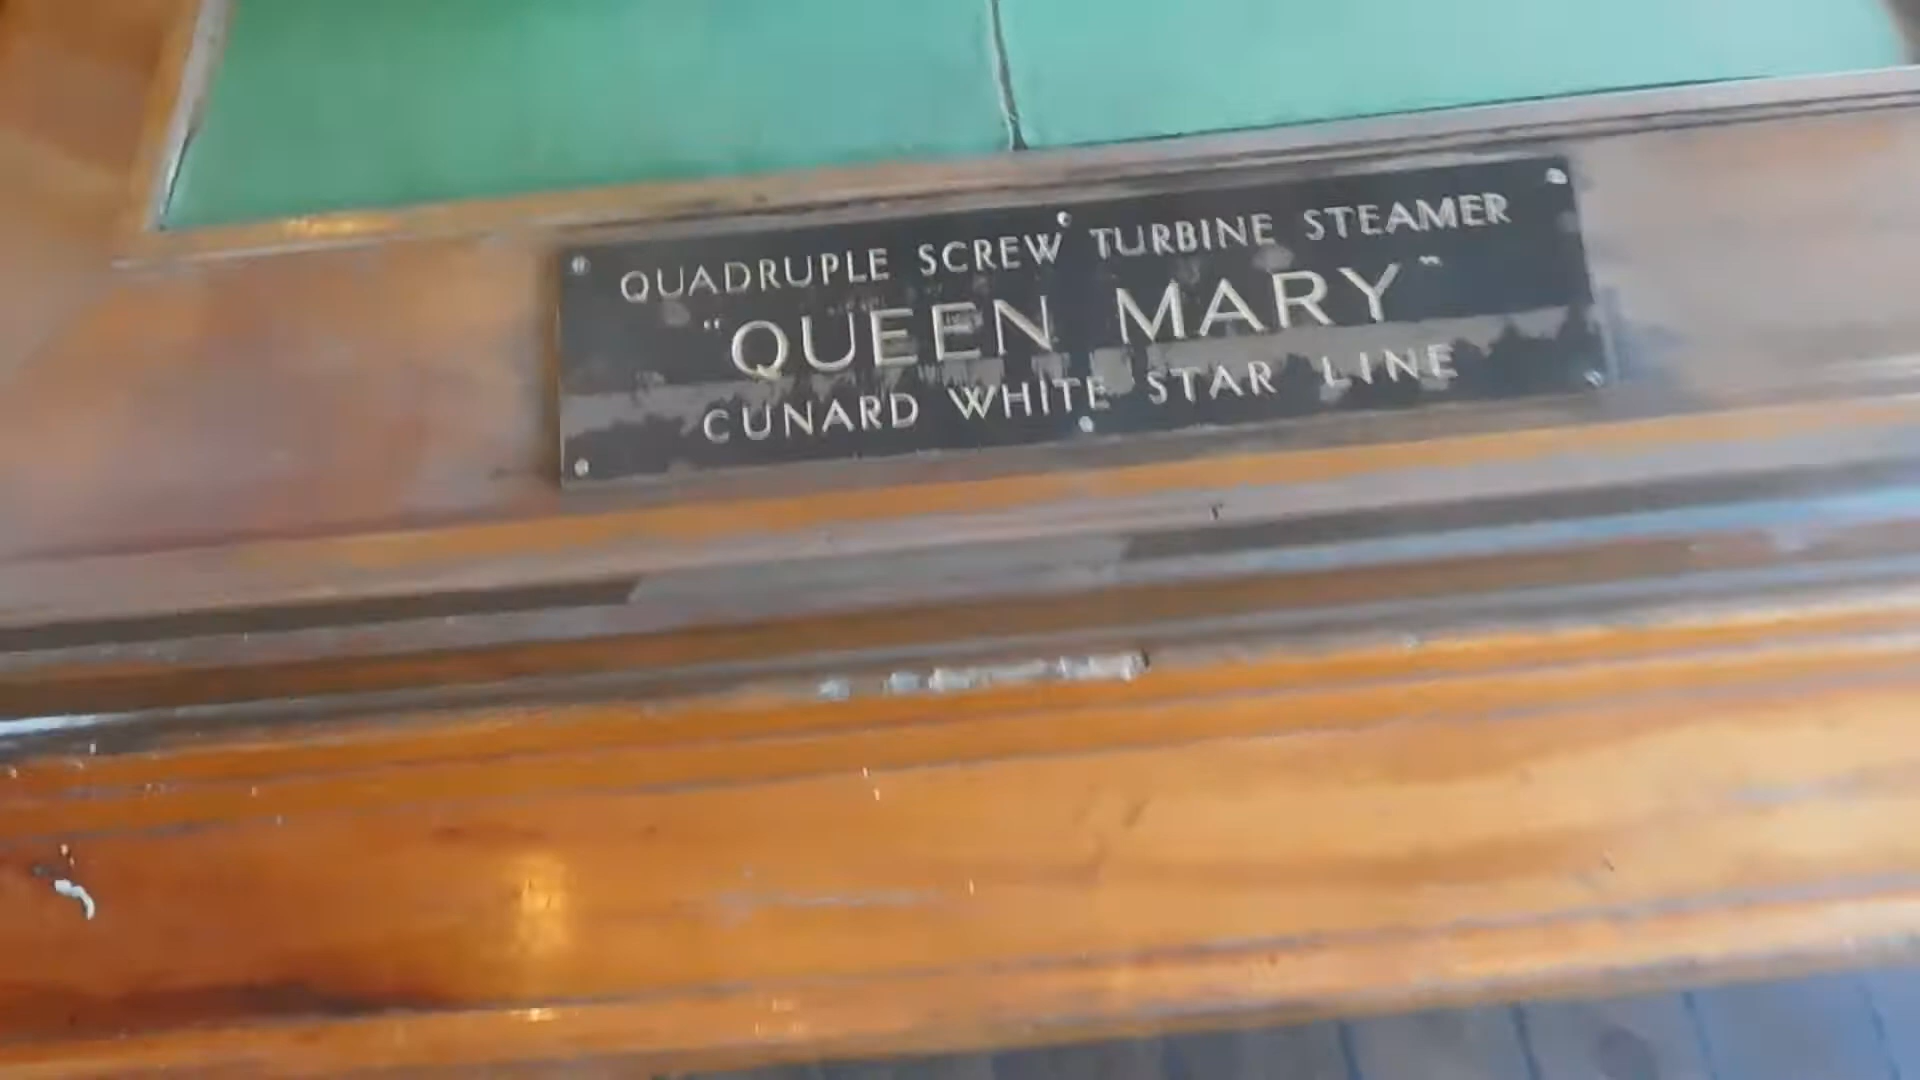 QUADRUPLE SCREW TURBINE STEAMER
"QUEEN MARY"
CUNARD WHITE STAR LINE